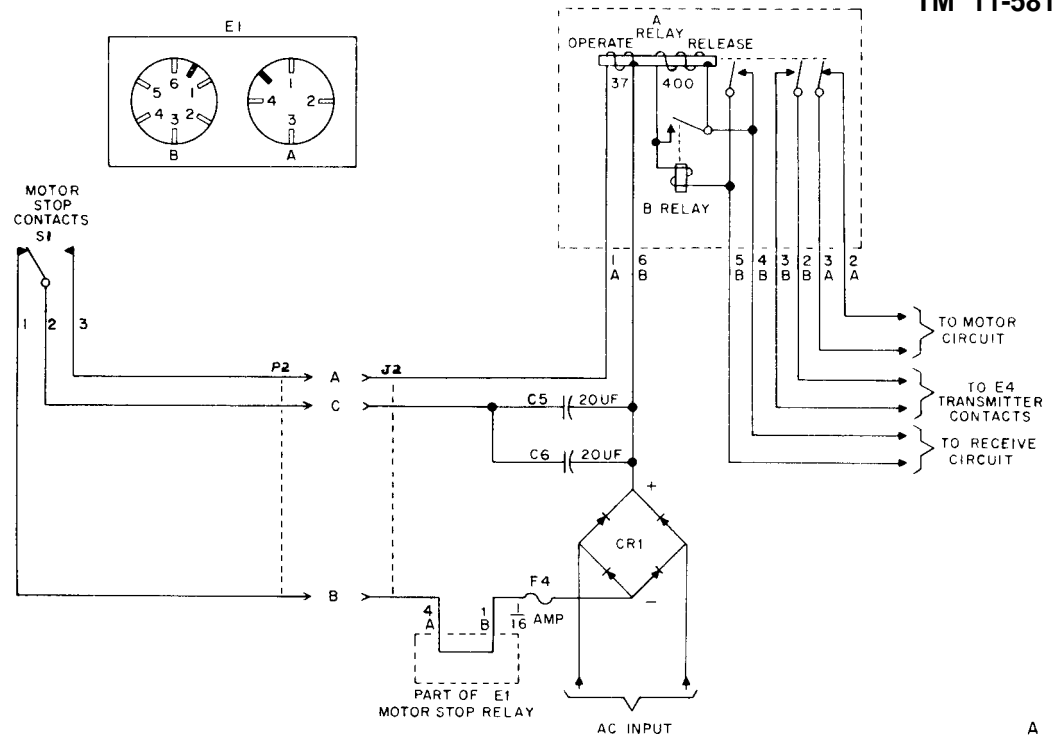 TM 11-581
E1
6
1
5
4
3
2
B
1
4
2
3
A
A
RELAY
OPERATE
RELEASE
37
400
B RELAY
MOTOR
STOP
CONTACTS
S1
1
2
3
1
A
6
B
5
B
4
B
3
B
2
B
3
A
2
A
TO MOTOR
CIRCUIT
TO E4
TRANSMITTER
CONTACTS
TO RECEIVE
CIRCUIT
P2
A
J2
C
C5
20UF
C6
20UF
+
CR1
-
B
4
A
1
B
F4
1/16 AMP
PART OF E1
MOTOR STOP RELAY
AC INPUT
A